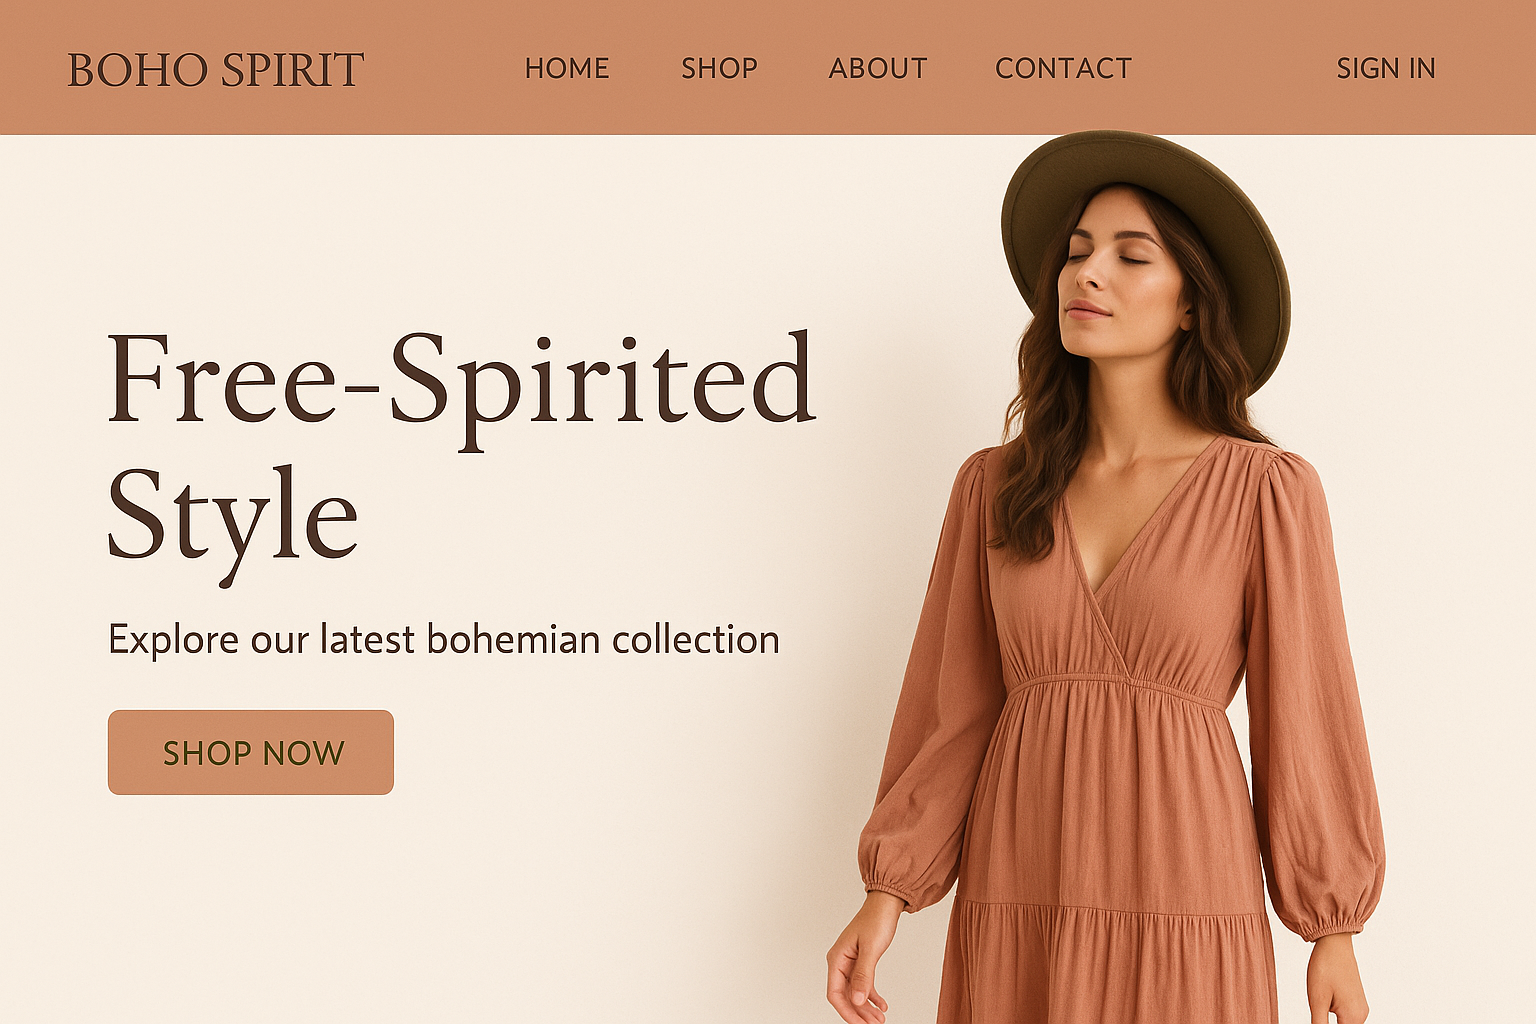 BOHO SPIRIT
HOME SHOP ABOUT CONTACT SIGN IN
Free-Spirited
Style
Explore our latest bohemian collection
SHOP NOW